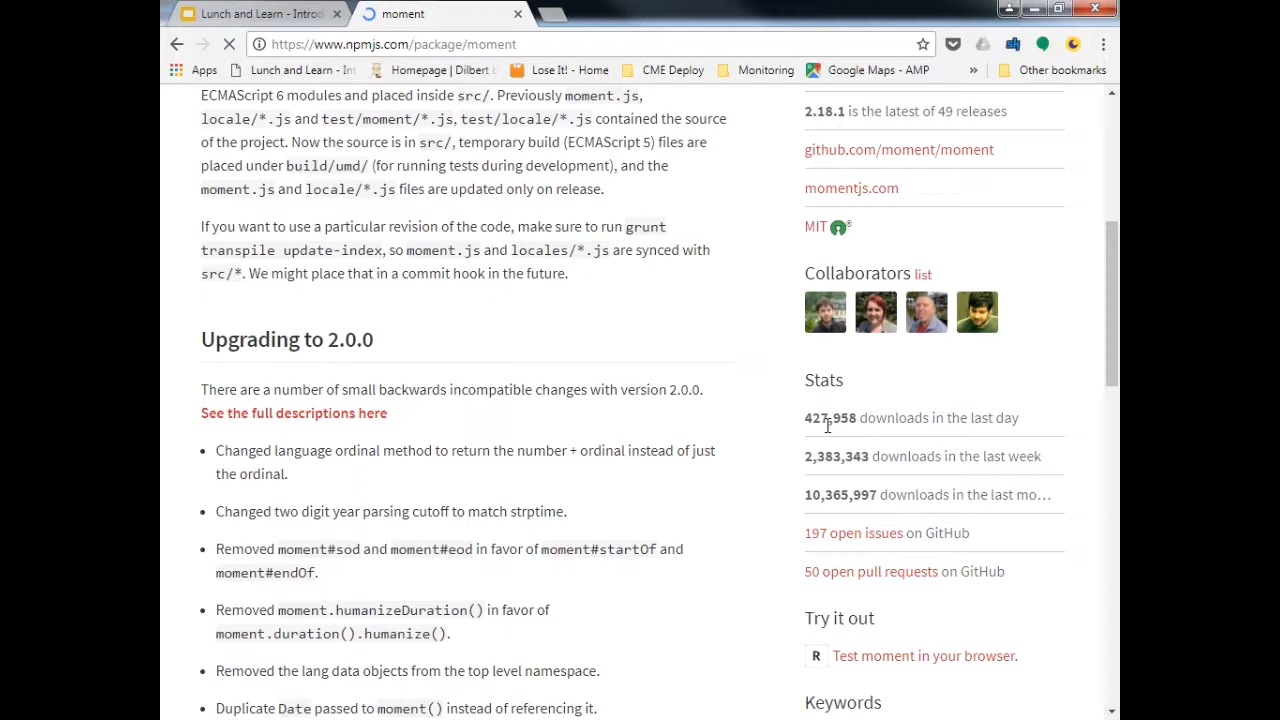 Lunch and Learn - Introd
moment
https://www.npmjs.com/package/moment
Apps
Lunch and Learn - Int
Homepage | Dilbert b
Lose It! - Home
CME Deploy
Monitoring
Google Maps - AMP
»
Other bookmarks
ECMAScript 6 modules and placed inside src/. Previously moment.js,
locale/*.js and test/moment/*.js, test/locale/*.js contained the source
of the project. Now the source is in src/, temporary build (ECMAScript 5) files are
placed under build/umd/ (for running tests during development), and the
moment.js and locale/*.js files are updated only on release.
If you want to use a particular revision of the code, make sure to run grunt
transpile update-index, so moment.js and locales/*.js are synced with
src/*. We might place that in a commit hook in the future.
Upgrading to 2.0.0
There are a number of small backwards incompatible changes with version 2.0.0.
See the full descriptions here
• Changed language ordinal method to return the number + ordinal instead of just
the ordinal.
• Changed two digit year parsing cutoff to match strptime.
• Removed moment#sod and moment#eod in favor of moment#startOf and
moment#endOf.
• Removed moment.humanizeDuration() in favor of
moment.duration().humanize().
• Removed the lang data objects from the top level namespace.
• Duplicate Date passed to moment() instead of referencing it.
2.18.1 is the latest of 49 releases
github.com/moment/moment
momentjs.com
MIT ®
Collaborators list
Stats
427,958 downloads in the last day
2,383,343 downloads in the last week
10,365,997 downloads in the last mo…
197 open issues on GitHub
50 open pull requests on GitHub
Try it out
R Test moment in your browser.
Keywords